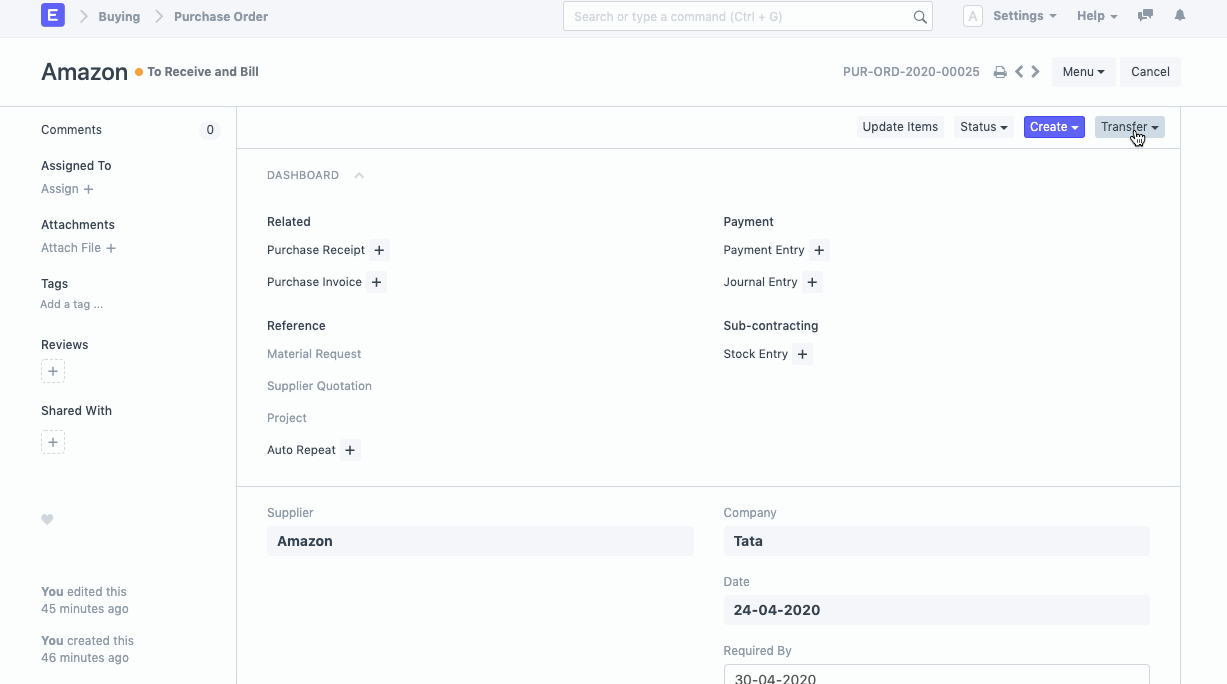 E Buying Purchase Order Search or type a command (Ctrl + G) A Settings Help
Amazon To Receive and Bill PUR-ORD-2020-00025 Menu Cancel
Comments 0
Update Items Status Create Transfer
Assigned To
Assign +
Attachments
Attach File +
Tags
Add a tag ...
Reviews
+
Shared With
+
You edited this
45 minutes ago
You created this
46 minutes ago
DASHBOARD
Related
Purchase Receipt +
Purchase Invoice +
Payment
Payment Entry +
Journal Entry +
Reference
Material Request
Supplier Quotation
Project
Auto Repeat +
Sub-contracting
Stock Entry +
Supplier
Amazon
Company
Tata
Date
24-04-2020
Required By
30-04-2020